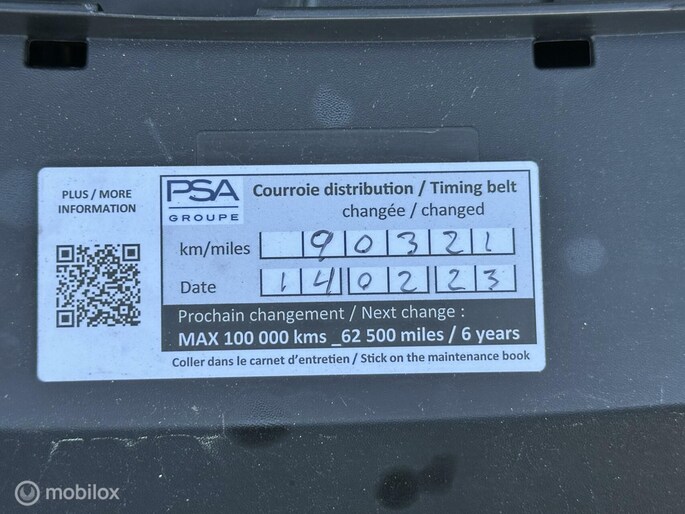 PLUS / MORE
INFORMATION
PSA
GROUPE
Courroie distribution / Timing belt
changée / changed
km/miles 90321
Date 140223
Prochain changement / Next change :
MAX 100 000 kms _62 500 miles / 6 years
Coller dans le carnet d'entretien / Stick on the maintenance book
mobilox